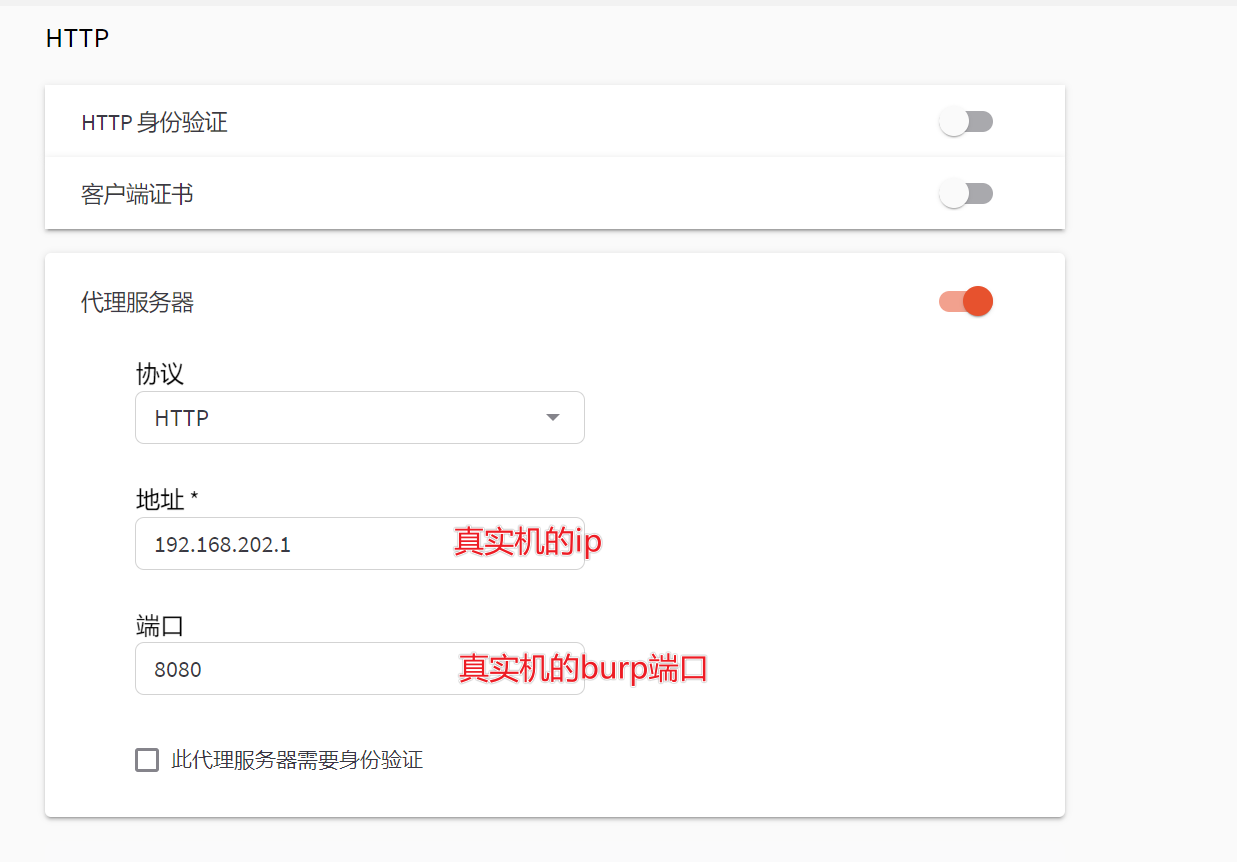 HTTP
HTTP 身份验证
客户端证书
代理服务器
协议
HTTP
地址 *
192.168.202.1 真实机的ip
端口
8080 真实机的burp端口
此代理服务器需要身份验证